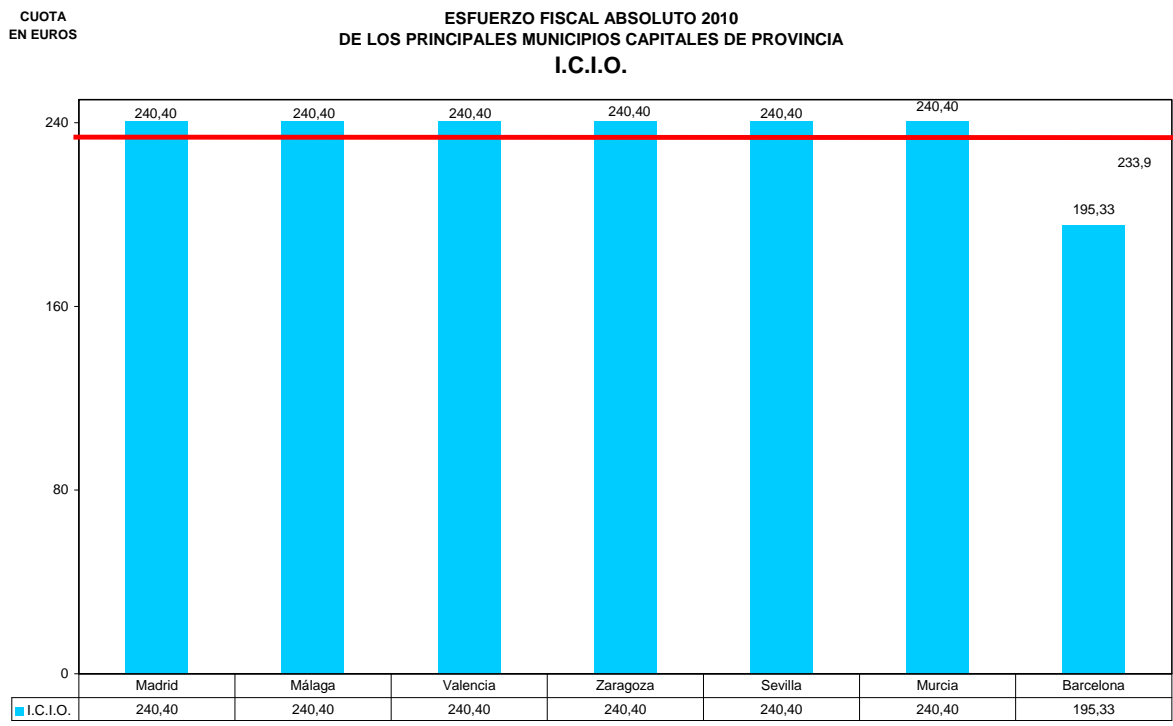 CUOTA
EN EUROS
ESFUERZO FISCAL ABSOLUTO 2010
DE LOS PRINCIPALES MUNICIPIOS CAPITALES DE PROVINCIA
I.C.I.O.
240,40 240,40 240,40 240,40 240,40 240,40
240
233,9
195,33
160
80
0
Madrid Málaga Valencia Zaragoza Sevilla Murcia Barcelona
I.C.I.O. 240,40 240,40 240,40 240,40 240,40 240,40 195,33